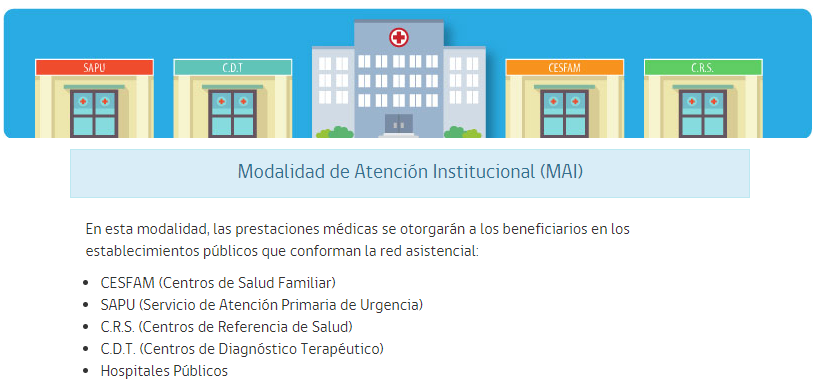 SAPU
C.D.T
CESFAM
C.R.S.
Modalidad de Atención Institucional (MAI)
En esta modalidad, las prestaciones médicas se otorgarán a los beneficiarios en los
establecimientos públicos que conforman la red asistencial:
• CESFAM (Centros de Salud Familiar)
• SAPU (Servicio de Atención Primaria de Urgencia)
• C.R.S. (Centros de Referencia de Salud)
• C.D.T. (Centros de Diagnóstico Terapéutico)
• Hospitales Públicos